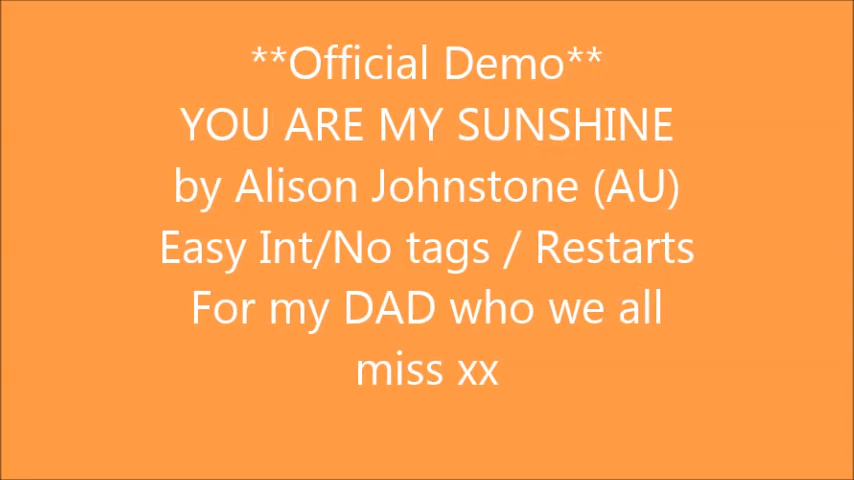 **Official Demo**
YOU ARE MY SUNSHINE
by Alison Johnstone (AU)
Easy Int/No tags / Restarts
For my DAD who we all
miss xx